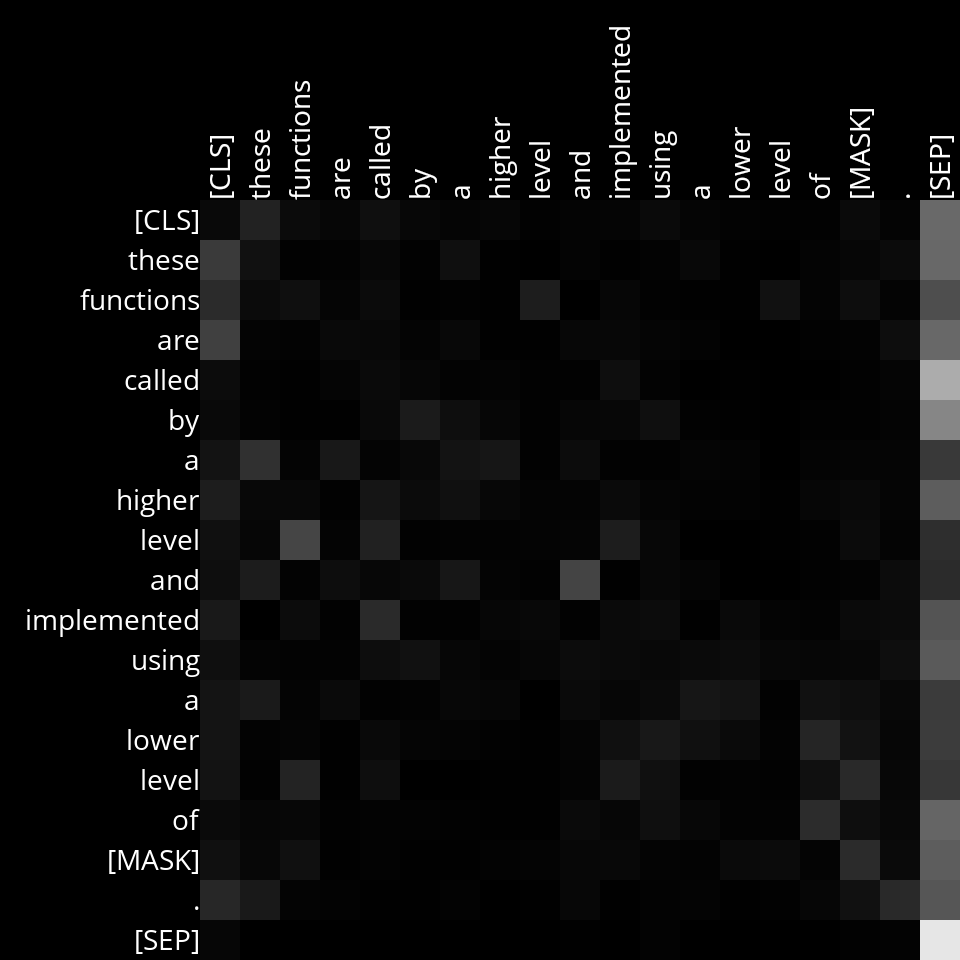 [CLS] these functions are called by a higher level and implemented using a lower level of [MASK] . [SEP]
[CLS]
these
functions
are
called
by
a
higher
level
and
implemented
using
a
lower
level
of
[MASK]
.
[SEP]